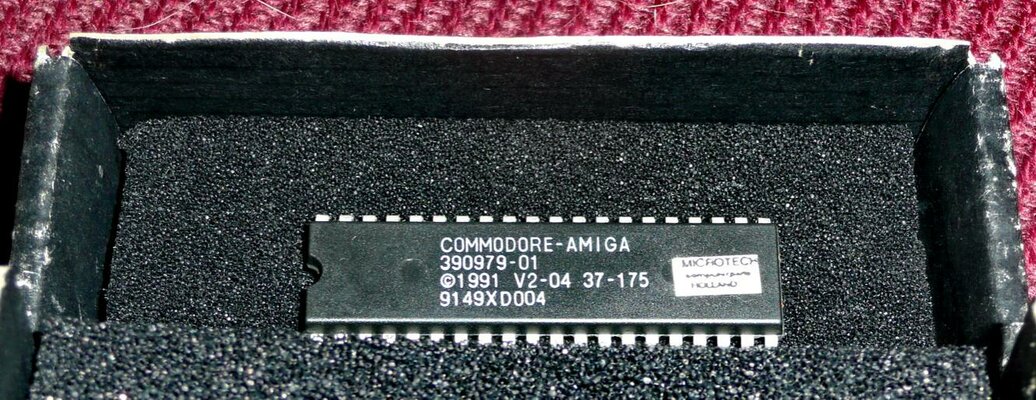 COMMODORE-AMIGA
390979-01
©1991 V2-04 37-175
9149XD004
MICROTECH
HOLLAND